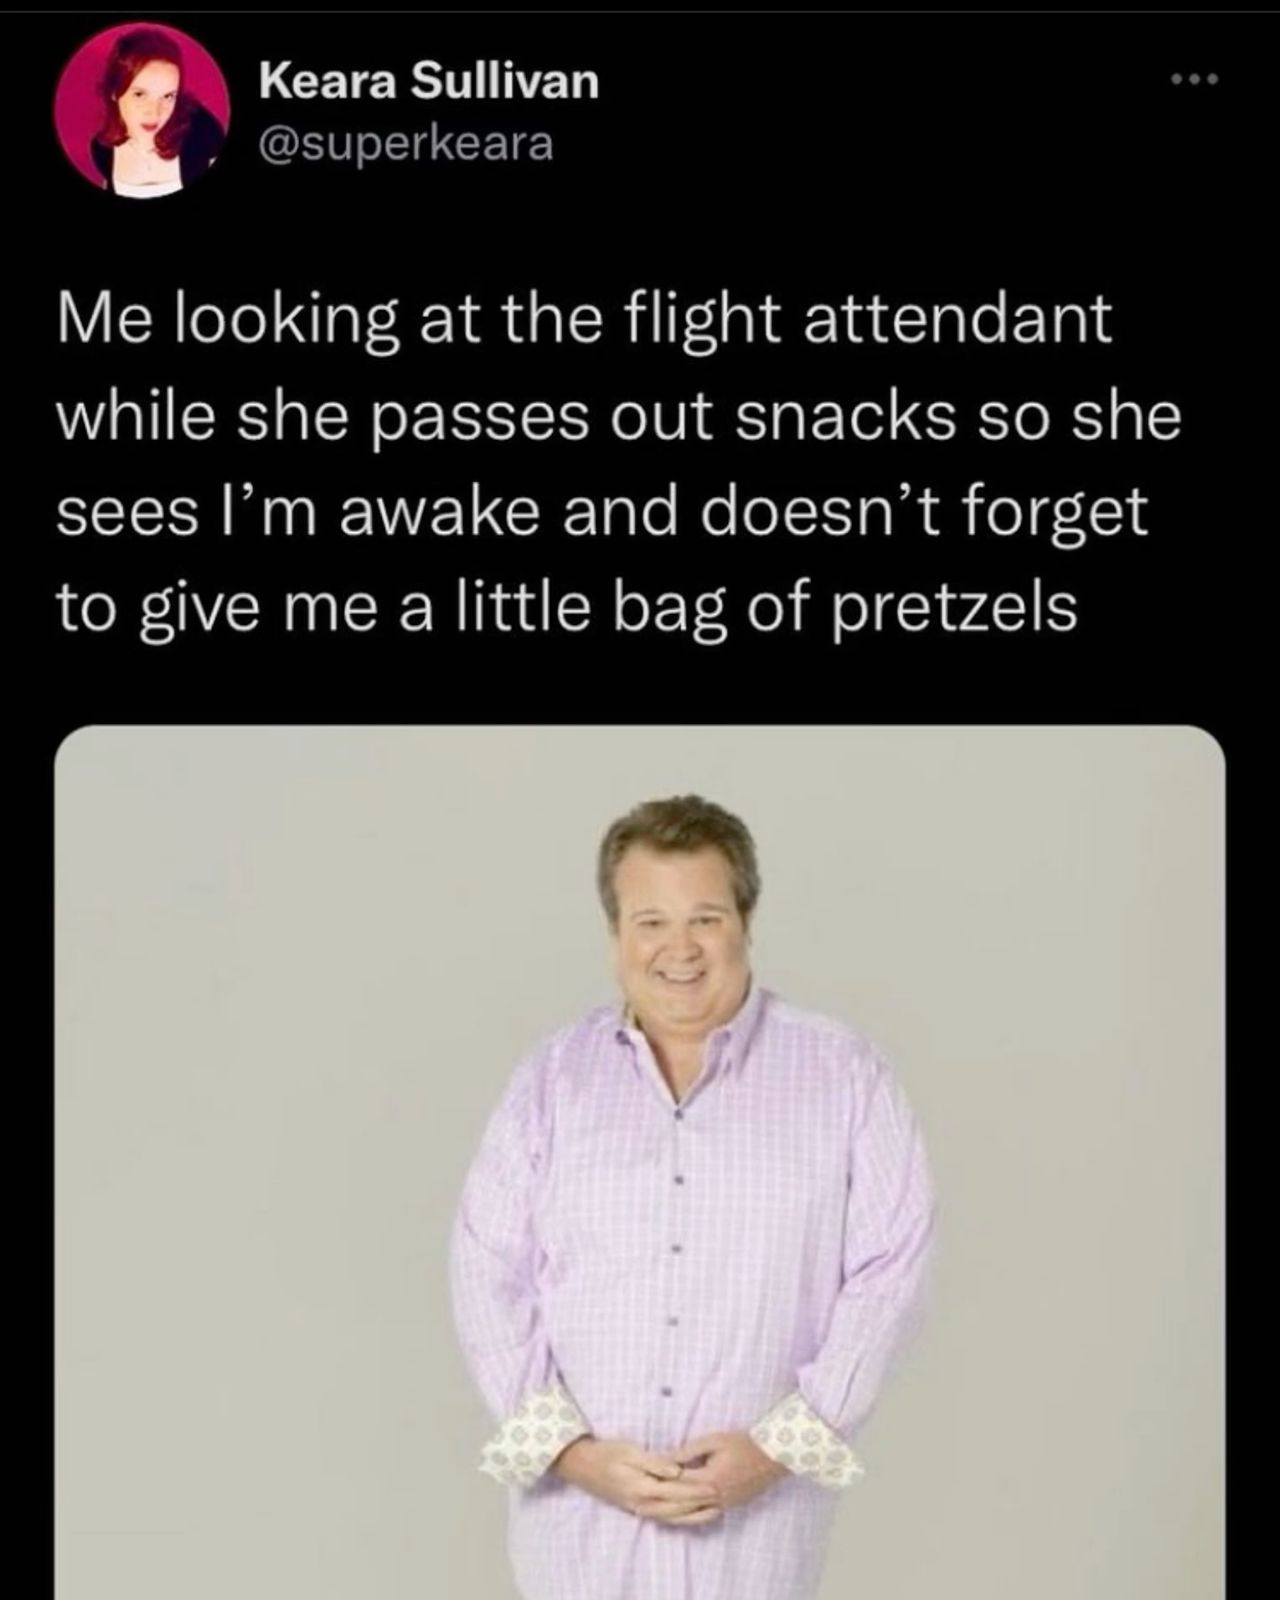 Keara Sullivan
@superkeara
Me looking at the flight attendant
while she passes out snacks so she
sees I’m awake and doesn’t forget
to give me a little bag of pretzels